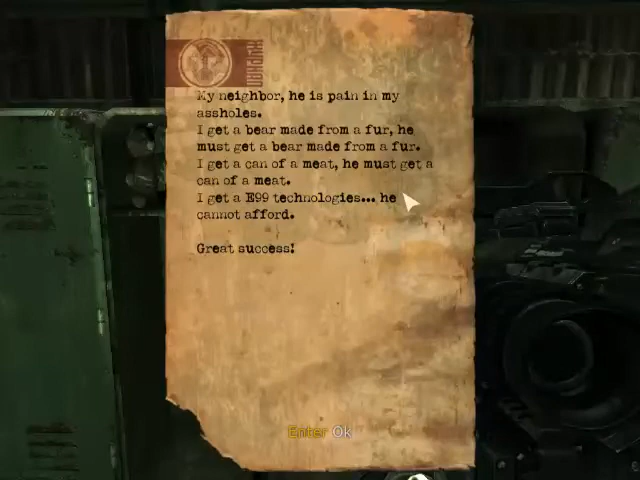 My neighbor, he is pain in my
assholes.
I get a bear made from a fur, he
must get a bear made from a fur.
I get a can of a meat, he must get a
can of a meat.
I get a E99 technologies... he
cannot afford.
Great success!
Enter Ok